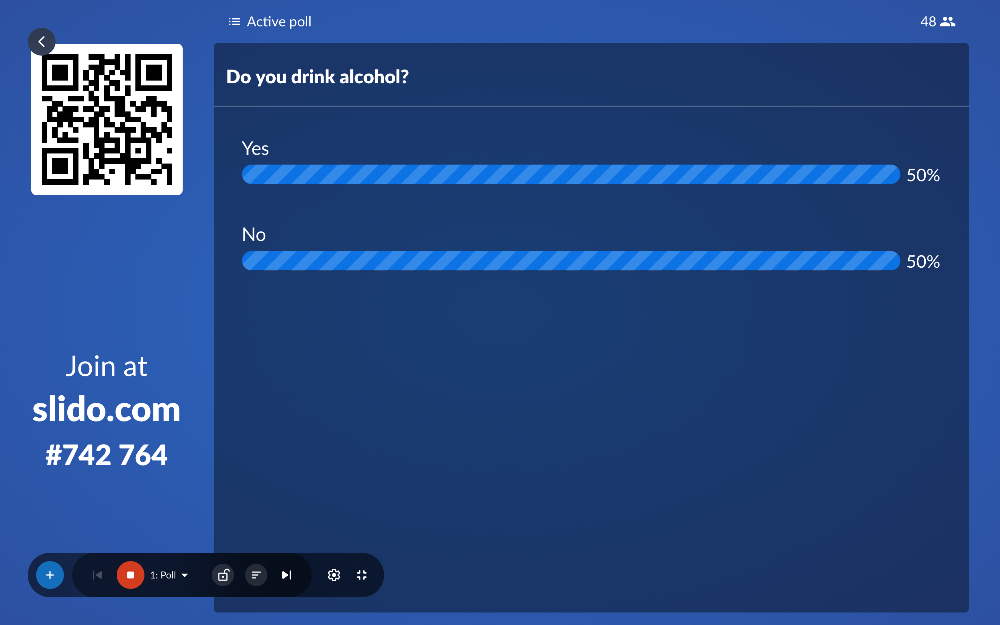 Active poll
48
Do you drink alcohol?
Yes
50%
No
50%
Join at
slido.com
#742 764
1: Poll